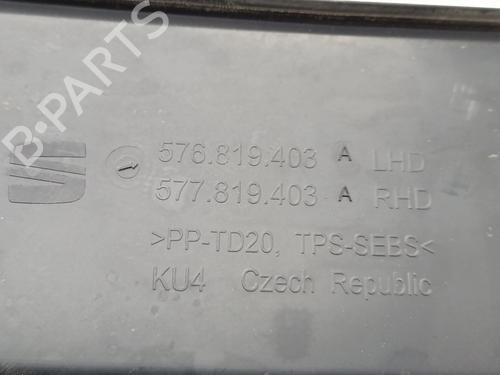 B-PARTS
576.819.403 A LHD
577.819.403 A RHD
>PP-TD20, TPS-SEBS<
KU4 Czech Republic